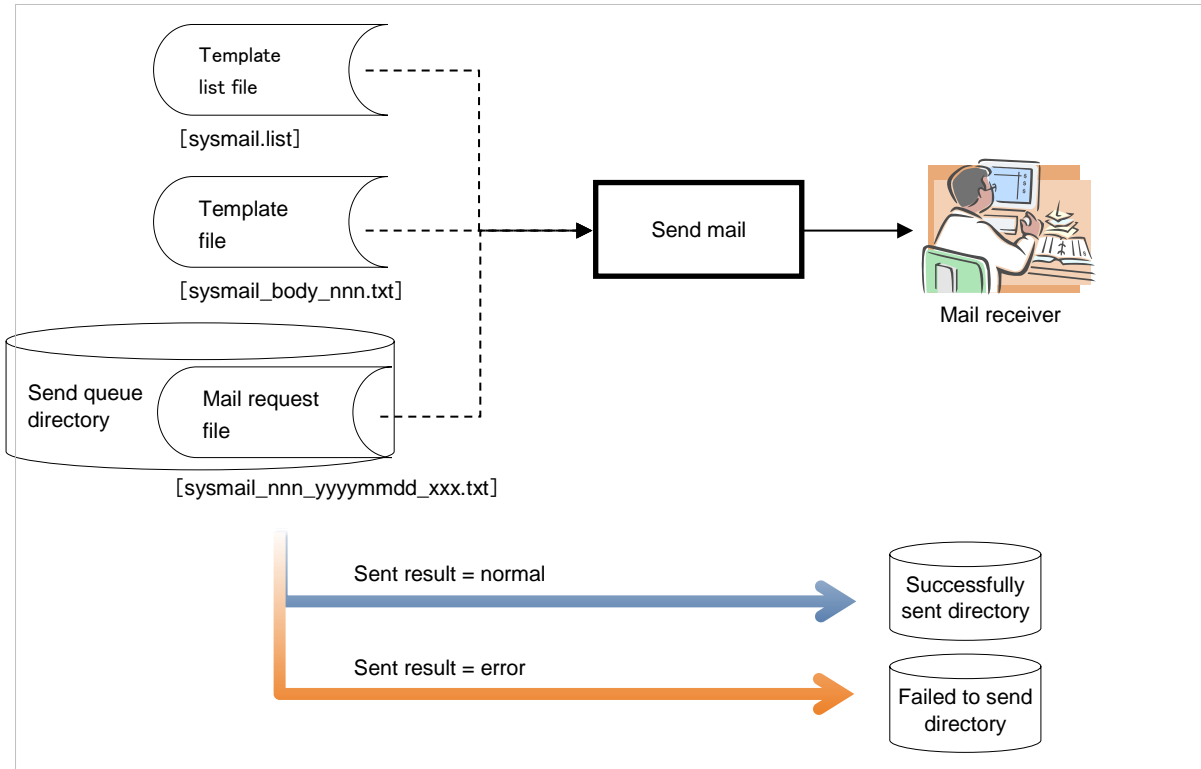 Template
list file
［sysmail.list］
Template
file
［sysmail_body_nnn.txt］
Send mail
Mail receiver
Send queue
directory
Mail request
file
［sysmail_nnn_yyyymmdd_xxx.txt］
Sent result = normal
Successfully
sent directory
Sent result = error
Failed to send
directory